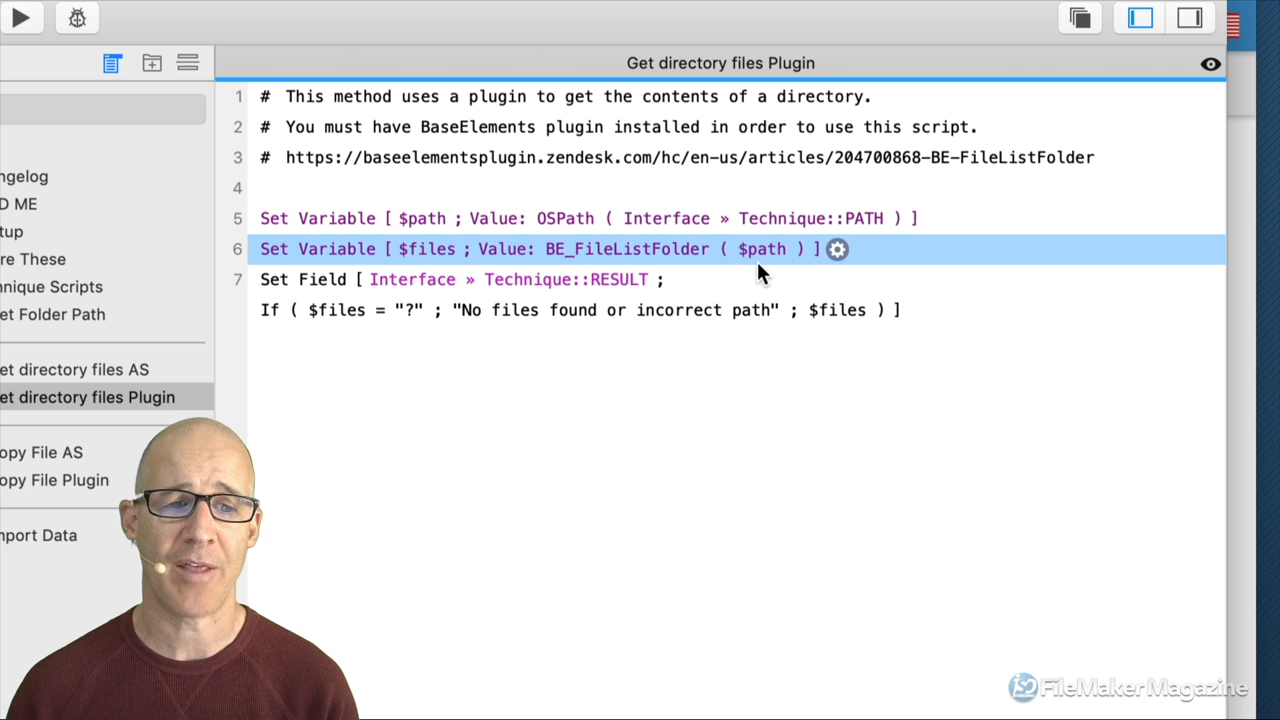 Get directory files Plugin
1 # This method uses a plugin to get the contents of a directory.
2 # You must have BaseElements plugin installed in order to use this script.
3 # https://baseelementsplugin.zendesk.com/hc/en-us/articles/204700868-BE-FileListFolder
4
5 Set Variable [ $path ; Value: OSPath ( Interface » Technique::PATH ) ]
6 Set Variable [ $files ; Value: BE_FileListFolder ( $path ) ]
7 Set Field [ Interface » Technique::RESULT ;
If ( $files = "?" ; "No files found or incorrect path" ; $files ) ]
ngelog
D ME
tup
re These
nique Scripts
et Folder Path
et directory files AS
et directory files Plugin
opy File AS
opy File Plugin
mport Data
FileMaker Magazine